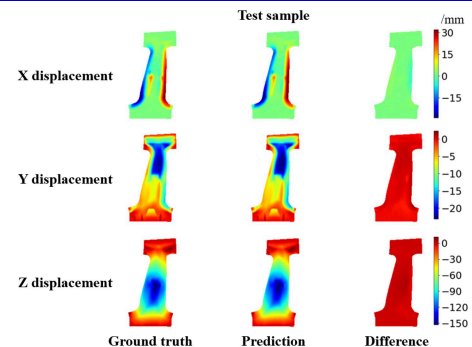 Test sample
/mm
X displacement
30
15
0
−15
Y displacement
0
−5
−10
−15
−20
Z displacement
0
−30
−60
−90
−120
−150
Ground truth
Prediction
Difference